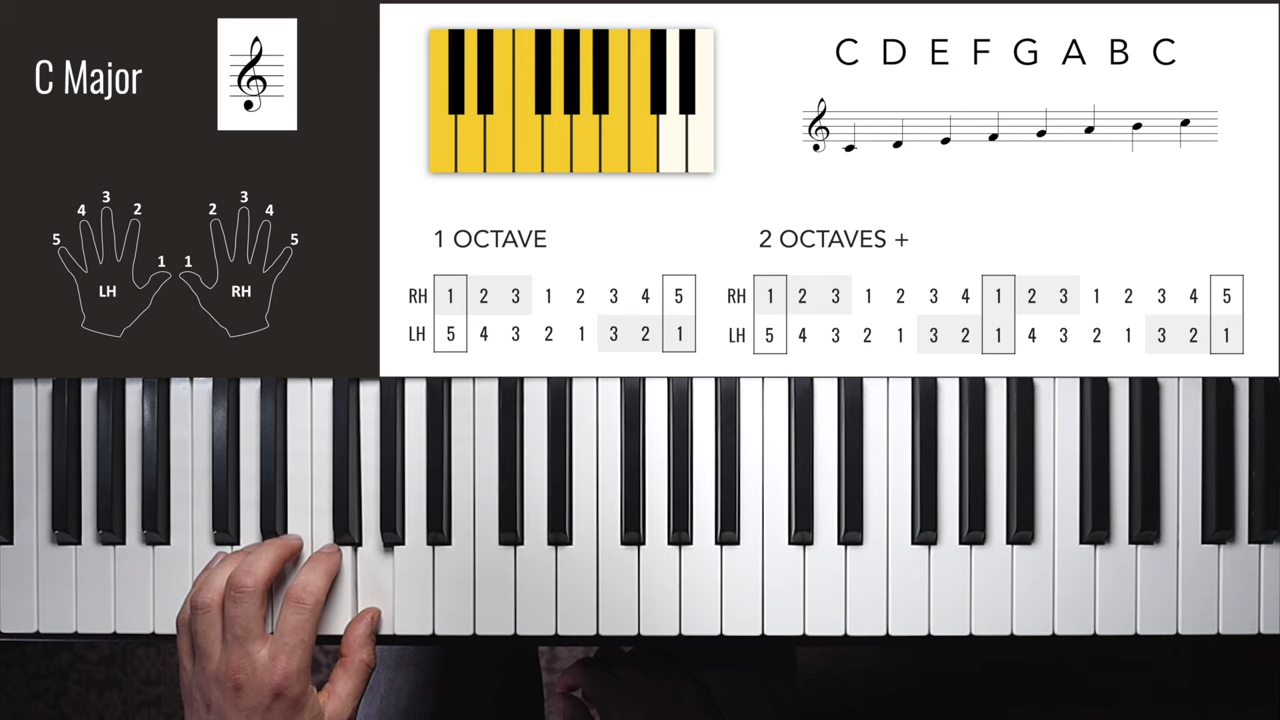 C Major
3 3
4 2 2 4
5 1 1 5
LH RH
C D E F G A B C
1 OCTAVE
RH 1 2 3 1 2 3 4 5
LH 5 4 3 2 1 3 2 1
2 OCTAVES +
RH 1 2 3 1 2 3 4 1 2 3 1 2 3 4 5
LH 5 4 3 2 1 3 2 1 4 3 2 1 3 2 1